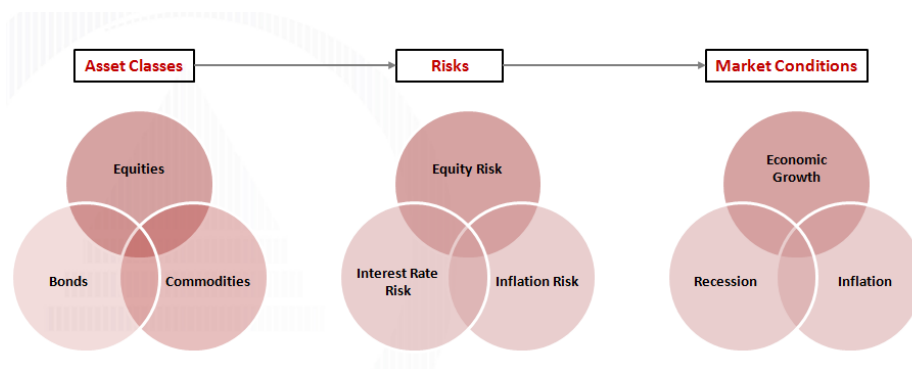 Asset Classes
Risks
Market Conditions
Equities
Bonds
Commodities
Equity Risk
Interest Rate
Risk
Inflation Risk
Economic
Growth
Recession
Inflation